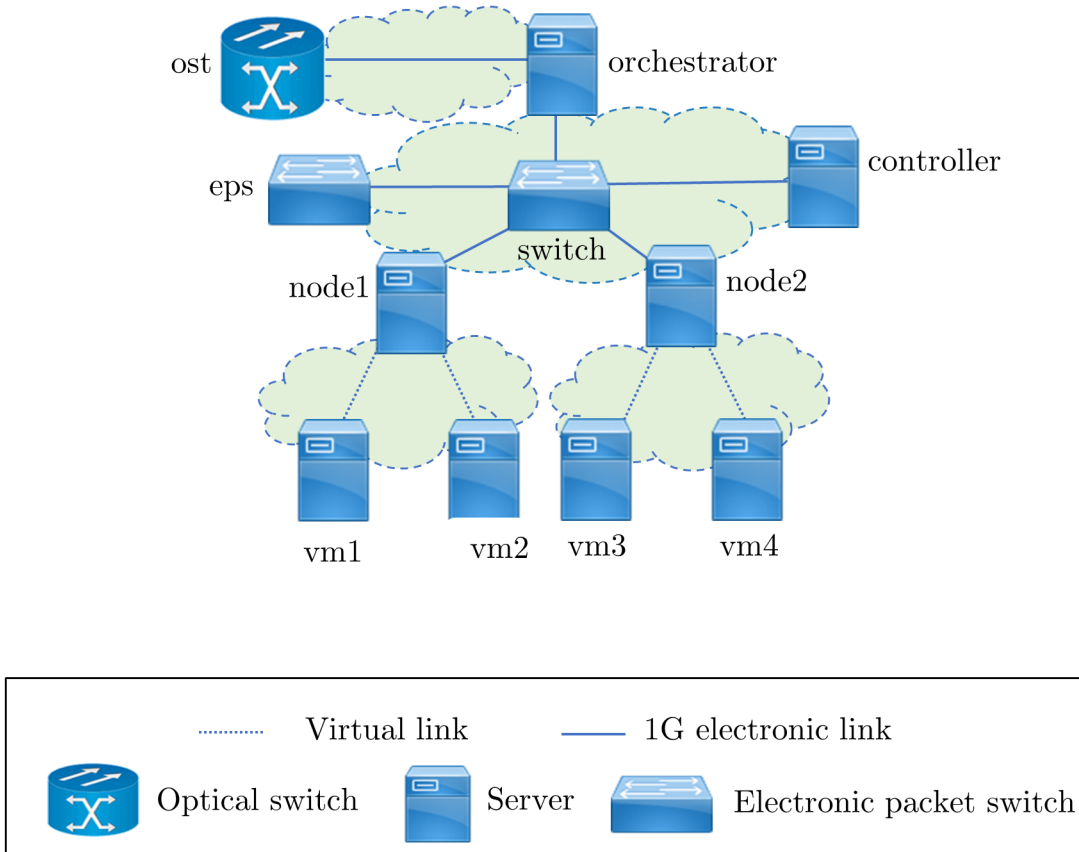 ost
orchestrator
controller
eps
switch
node1
node2
vm1
vm2
vm3
vm4
Virtual link
1G electronic link
Optical switch
Server
Electronic packet switch